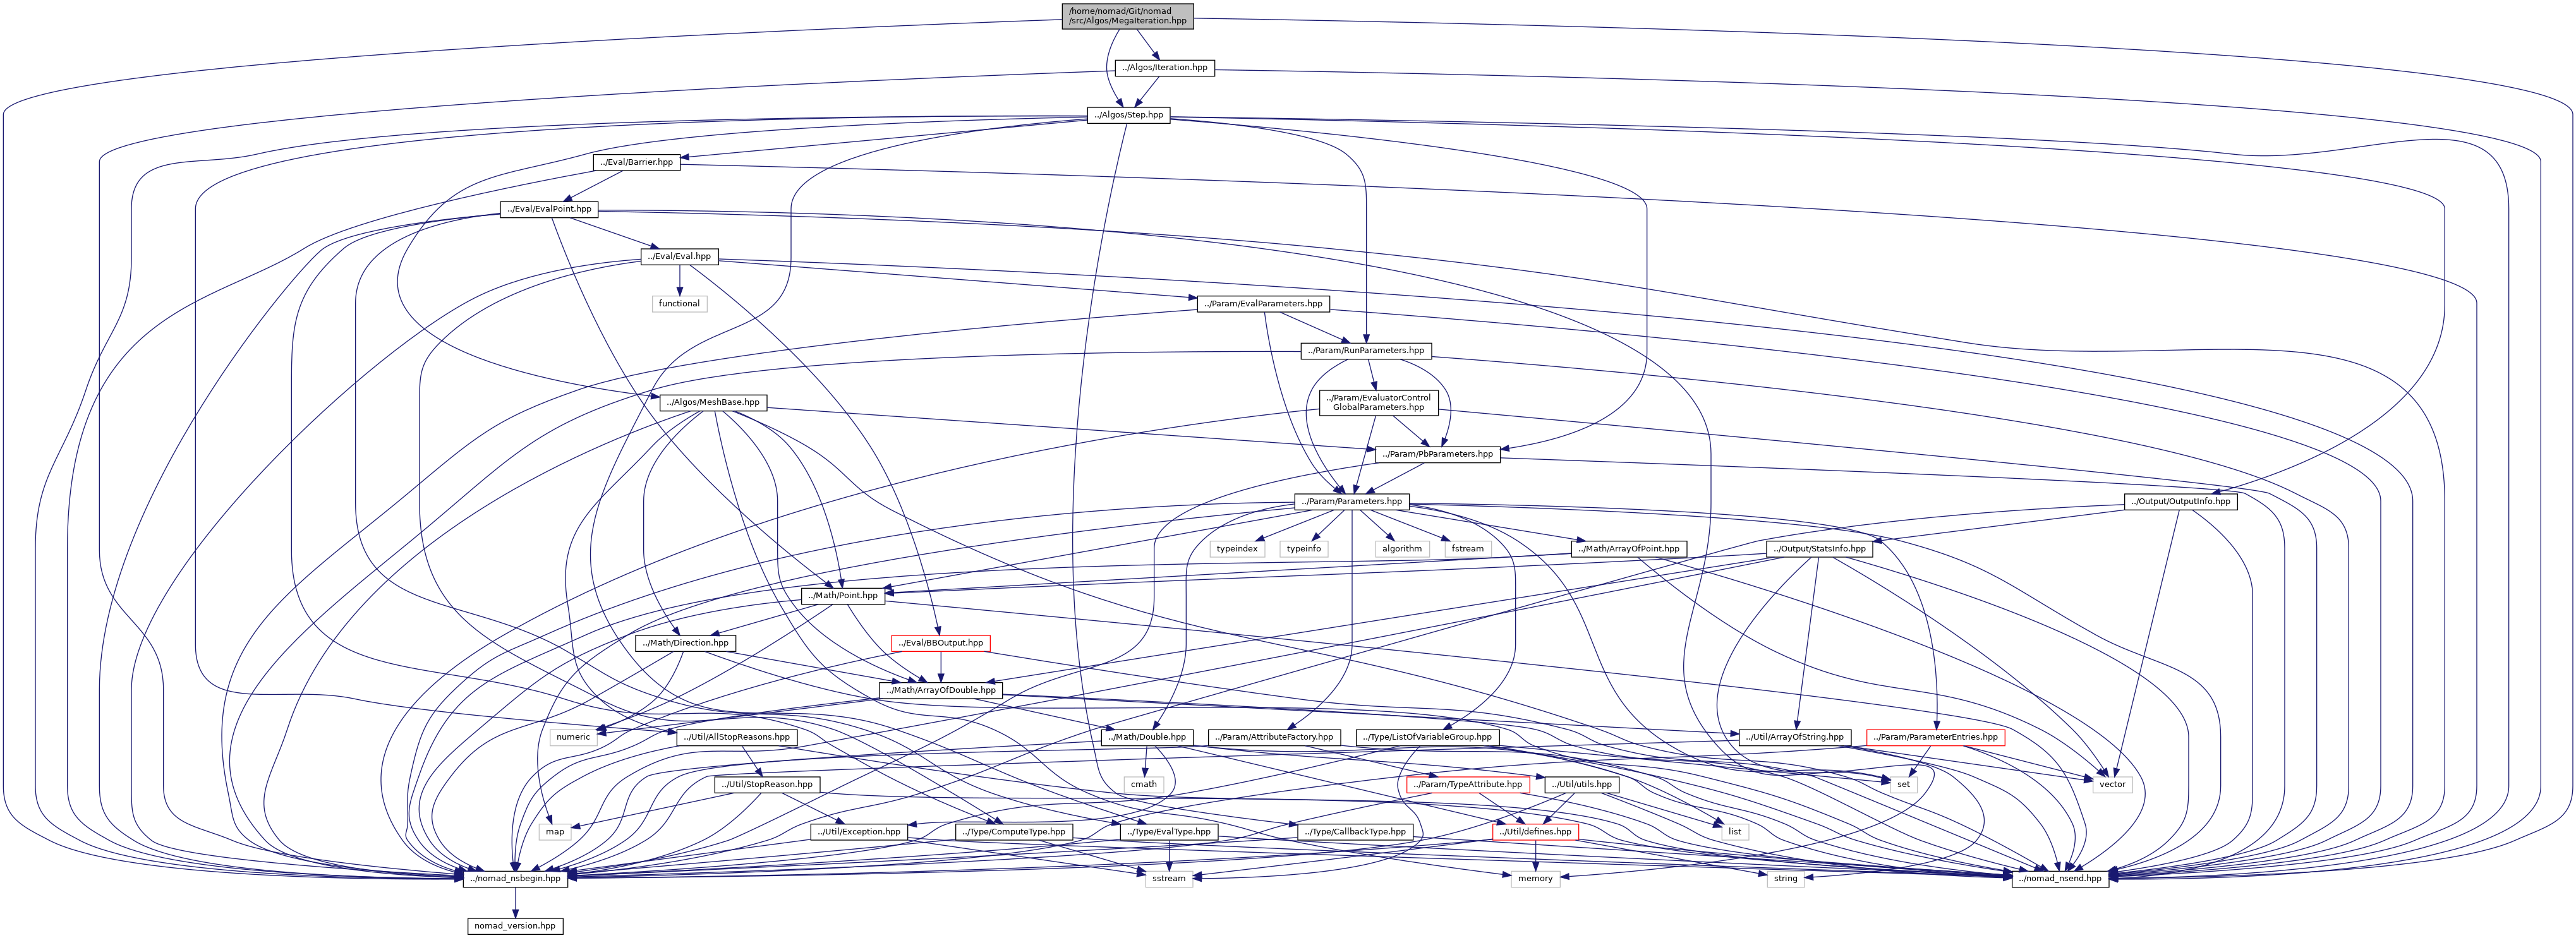 /home/nomad/Git/nomad
/src/Algos/MegaIteration.hpp
../Algos/Iteration.hpp
../Algos/Step.hpp
../Eval/Barrier.hpp
../Eval/EvalPoint.hpp
../Eval/Eval.hpp
functional
../Param/EvalParameters.hpp
../Param/RunParameters.hpp
../Algos/MeshBase.hpp
../Param/EvaluatorControl
GlobalParameters.hpp
../Param/PbParameters.hpp
../Param/Parameters.hpp
../Output/OutputInfo.hpp
typeindex
typeinfo
algorithm
fstream
../Math/ArrayOfPoint.hpp
../Output/StatsInfo.hpp
../Math/Point.hpp
../Math/Direction.hpp
../Eval/BBOutput.hpp
../Math/ArrayOfDouble.hpp
numeric
../Util/AllStopReasons.hpp
../Math/Double.hpp
../Param/AttributeFactory.hpp
../Type/ListOfVariableGroup.hpp
../Util/ArrayOfString.hpp
../Param/ParameterEntries.hpp
../Util/StopReason.hpp
cmath
../Param/TypeAttribute.hpp
../Util/utils.hpp
set
vector
map
../Util/Exception.hpp
../Type/ComputeType.hpp
../Type/EvalType.hpp
../Type/CallbackType.hpp
../Util/defines.hpp
list
../nomad_nsbegin.hpp
sstream
memory
string
../nomad_nsend.hpp
nomad_version.hpp